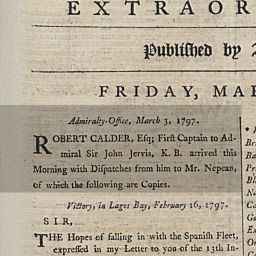 EXTRAOR
Publiſhed by
FRIDAY, MAR
Admiralty-Office, March 3, 1797.
ROBERT CALDER, Eſq; Firſt Captain to Ad-
miral Sir John Jervis, K. B. arrived this
Morning with Diſpatches from him to Mr. Nepean,
of which the following are Copies.
Victory, in Lagos Bay, February 16, 1797.
SIR,
THE Hopes of falling in with the Spaniſh Fleet,
expreſſed in my Letter to you of the 13th In-